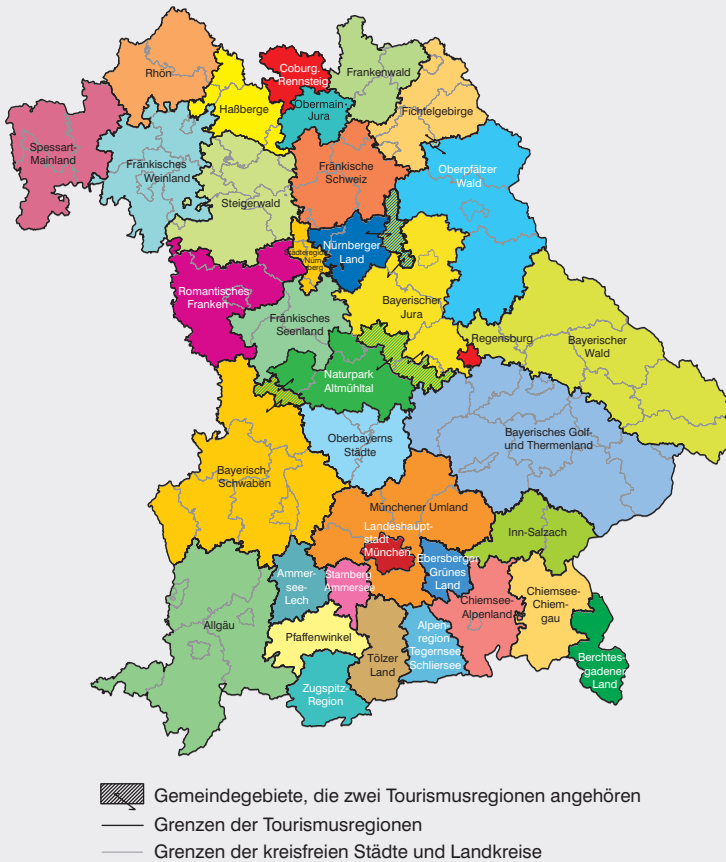 Rhön
Coburg.
Rennsteig
Frankenwald
Haßberge
Obermain-
Jura
Fichtelgebirge
Spessart-
Mainland
Fränkisches
Weinland
Fränkische
Schweiz
Oberpfälzer
Wald
Steigerwald
Städteregion
Nürn-
berg
Nürnberger
Land
Romantisches
Franken
Bayerischer
Jura
Fränkisches
Seenland
Regensburg
Bayerischer
Wald
Naturpark
Altmühltal
Oberbayerns
Städte
Bayerisches Golf-
und Thermenland
Bayerisch-
Schwaben
Münchener Umland
Landeshaupt-
stadt
München
Inn-Salzach
Ebersberger
Grünes
Land
Ammer-
see-
Lech
Starnberg
Ammersee
Chiemsee-
Alpenland
Chiemsee-
Chiem-
gau
Allgäu
Pfaffenwinkel
Tölzer
Land
Alpen-
region
Tegernsee
Schliersee
Berchtes-
gadener
Land
Zugspitz-
Region
Gemeindegebiete, die zwei Tourismusregionen angehören
Grenzen der Tourismusregionen
Grenzen der kreisfreien Städte und Landkreise